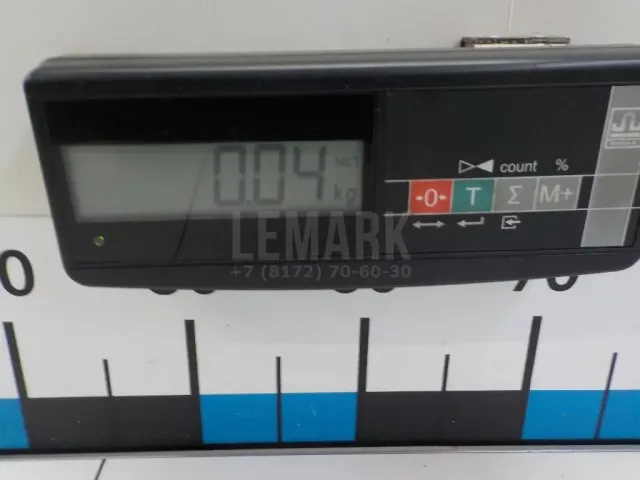 0.04
NET
kg
count %
→0← T Σ M+
LEMARK
+7 (8172) 70-60-30
0
70